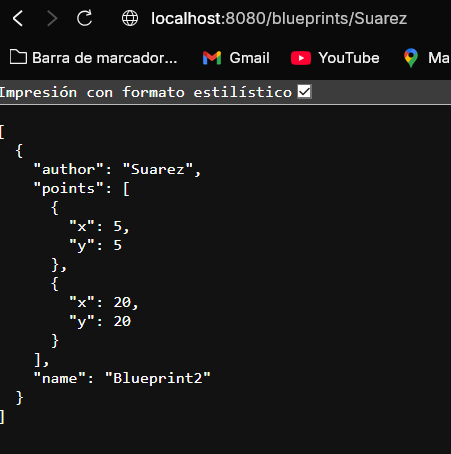 localhost:8080/blueprints/Suarez
Barra de marcador... Gmail YouTube Ma
Impresión con formato estilístico
[
  {
    "author": "Suarez",
    "points": [
      {
        "x": 5,
        "y": 5
      },
      {
        "x": 20,
        "y": 20
      }
    ],
    "name": "Blueprint2"
  }
]